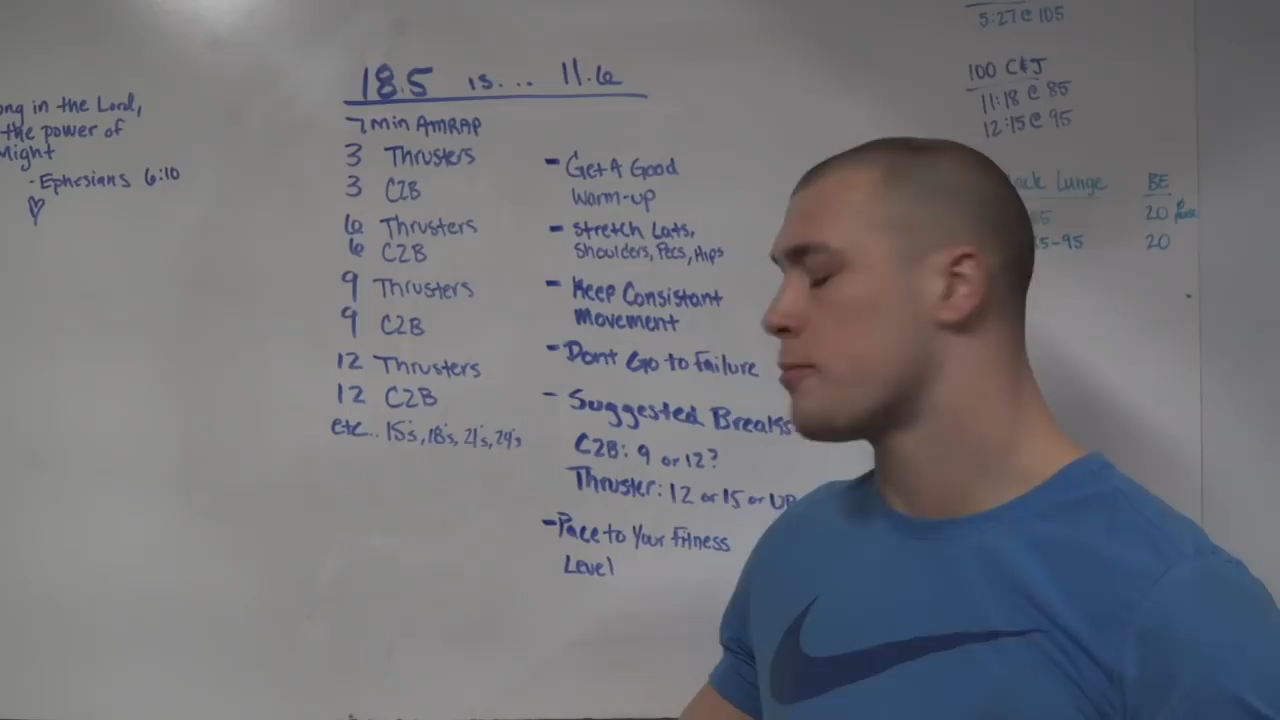 in the Lord,
the power of
Might
-Ephesians 6:10
18.5 is... 11.6
7 Min AMRAP
3 Thrusters
3 C2B
6 Thrusters
6 C2B
9 Thrusters
9 C2B
12 Thrusters
12 C2B
etc.. 15's, 18's, 21's, 24's
- Get A Good
Warm-up
- Stretch Lats,
Shoulders, Pecs, Hips
- Keep Consistant
Movement
- Dont Go to Failure
- Suggested Breaks
C2B: 9 or 12?
Thruster: 12 or 15 or UP
- Pace to Your Fitness
Level
5:27 @ 105
100 C&J
11:18 @ 85
12:15 @ 95
Lunge BE
20
5-95 20